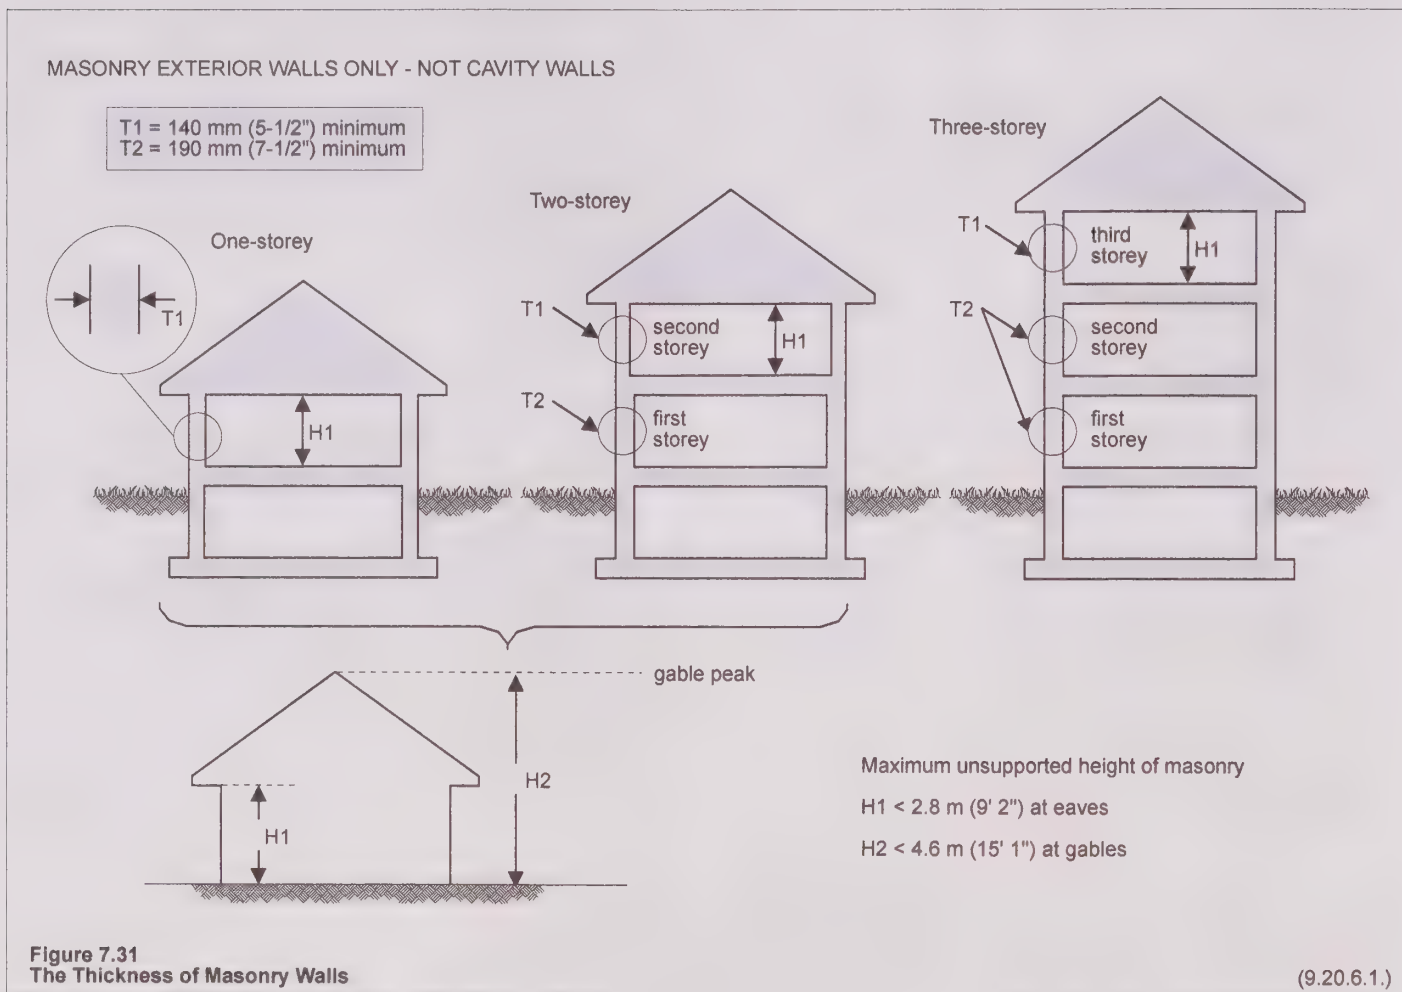 MASONRY EXTERIOR WALLS ONLY - NOT CAVITY WALLS
T1 = 140 mm (5-1/2") minimum
T2 = 190 mm (7-1/2") minimum
One-storey
T1
H1
Two-storey
T1
second
storey
H1
T2
first
storey
Three-storey
T1
third
storey
H1
T2
second
storey
first
storey
gable peak
H2
H1
Maximum unsupported height of masonry
H1 < 2.8 m (9' 2") at eaves
H2 < 4.6 m (15' 1") at gables
Figure 7.31
The Thickness of Masonry Walls
(9.20.6.1.)